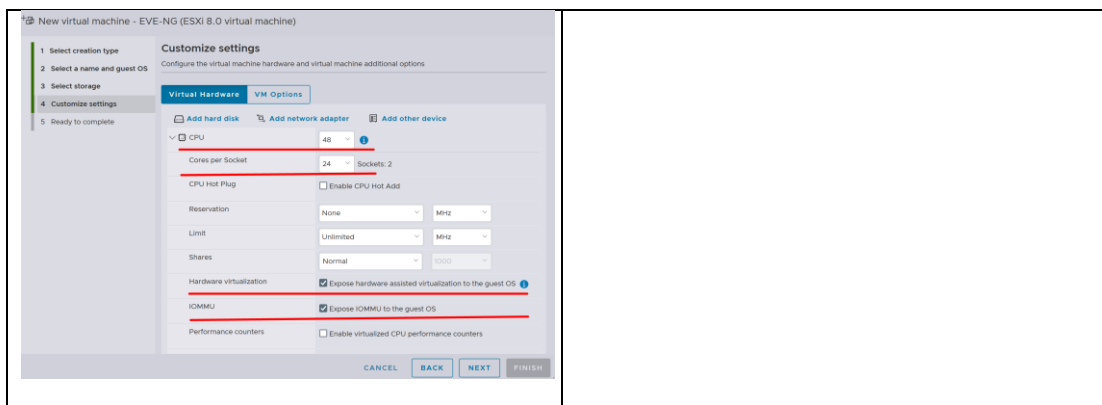 New virtual machine - EVE-NG (ESXi 8.0 virtual machine)
1 Select creation type
2 Select a name and guest OS
3 Select storage
4 Customize settings
5 Ready to complete
Customize settings
Configure the virtual machine hardware and virtual machine additional options
Virtual Hardware VM Options
Add hard disk Add network adapter Add other device
CPU 48
Cores per Socket 24 Sockets: 2
CPU Hot Plug Enable CPU Hot Add
Reservation None MHz
Limit Unlimited MHz
Shares Normal 1000
Hardware virtualization Expose hardware assisted virtualization to the guest OS
IOMMU Expose IOMMU to the guest OS
Performance counters Enable virtualized CPU performance counters
CANCEL BACK NEXT FINISH